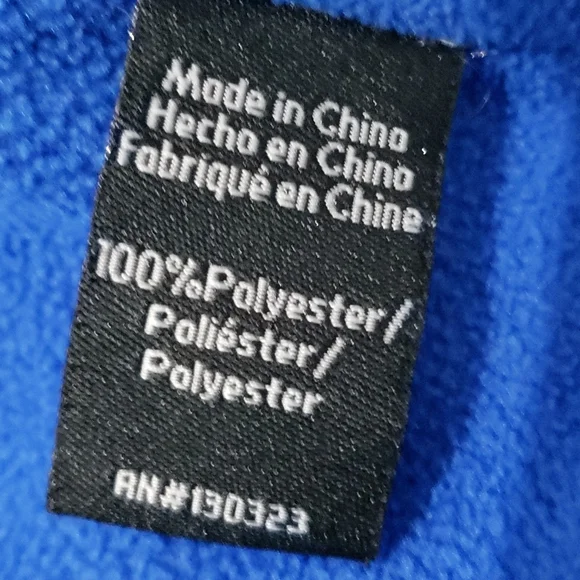 Made in China
Hecho en China
Fabriqué en Chine
100%Polyester/
Poliéster/
Polyester
RN#130323